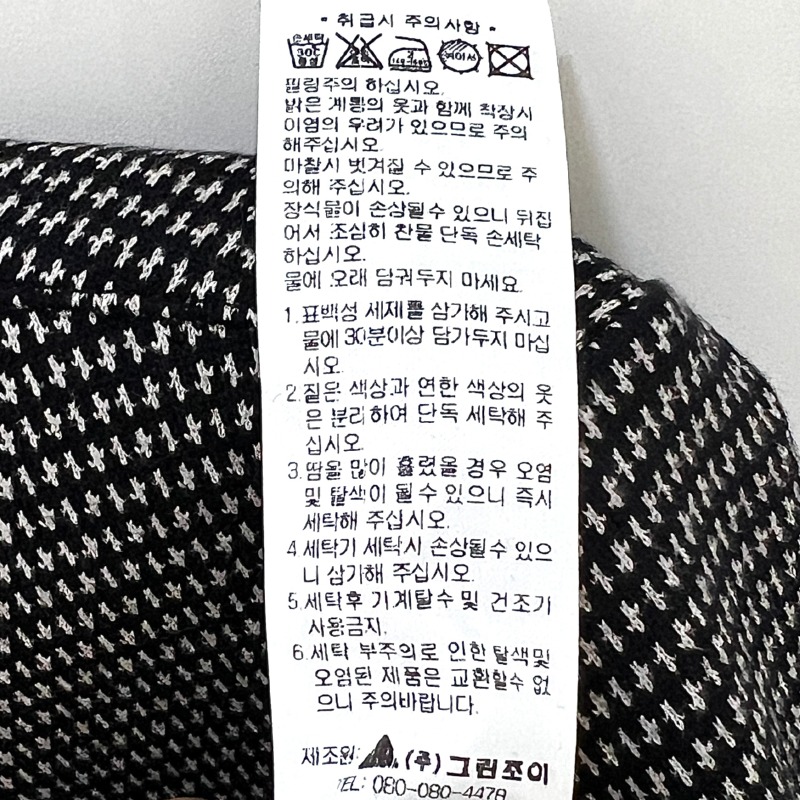 • 취급시 주의사항 •
손세탁
30C
중성
필링주의 하십시오.
밝은 계통의 옷과 함께 착장시
이염의 우려가 있으므로 주의
해주십시오.
마찰시 벗겨질 수 있으므로 주
의해 주십시오.
장식물이 손상될수 있으니 뒤집
어서 조심히 찬물 단독 손세탁
하십시오.
물에 오래 담궈두지 마세요.
1.표백성 세제를 삼가해 주시고
물에 30분이상 담가두지 마십
시오.
2.짙은 색상과 연한 색상의 옷
은 분리하여 단독 세탁해 주
십시오.
3.땀을 많이 흘렸을 경우 오염
및 탈색이 될 수 있으니 즉시
세탁해 주십시오.
4 세탁기 세탁시 손상될수 있으
니 삼가해 주십시오.
5.세탁후 기계탈수 및 건조기
사용금지.
6.세탁 부주의로 인한 탈색및
오염된 제품은 교환할수 없
으니 주의바랍니다.
제조원: (주)그린조이
TEL: 080-080-4478